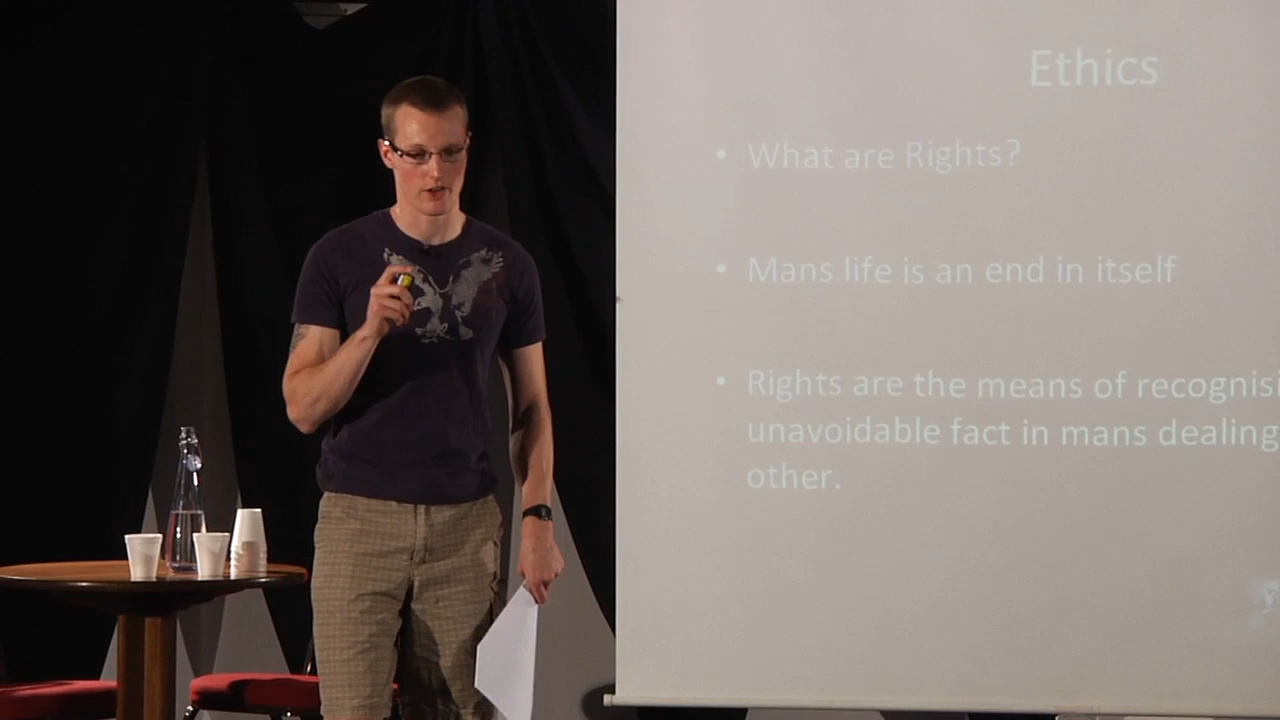 Ethics
• What are Rights?
• Mans life is an end in itself
• Rights are the means of recognisi
unavoidable fact in mans dealing
other.